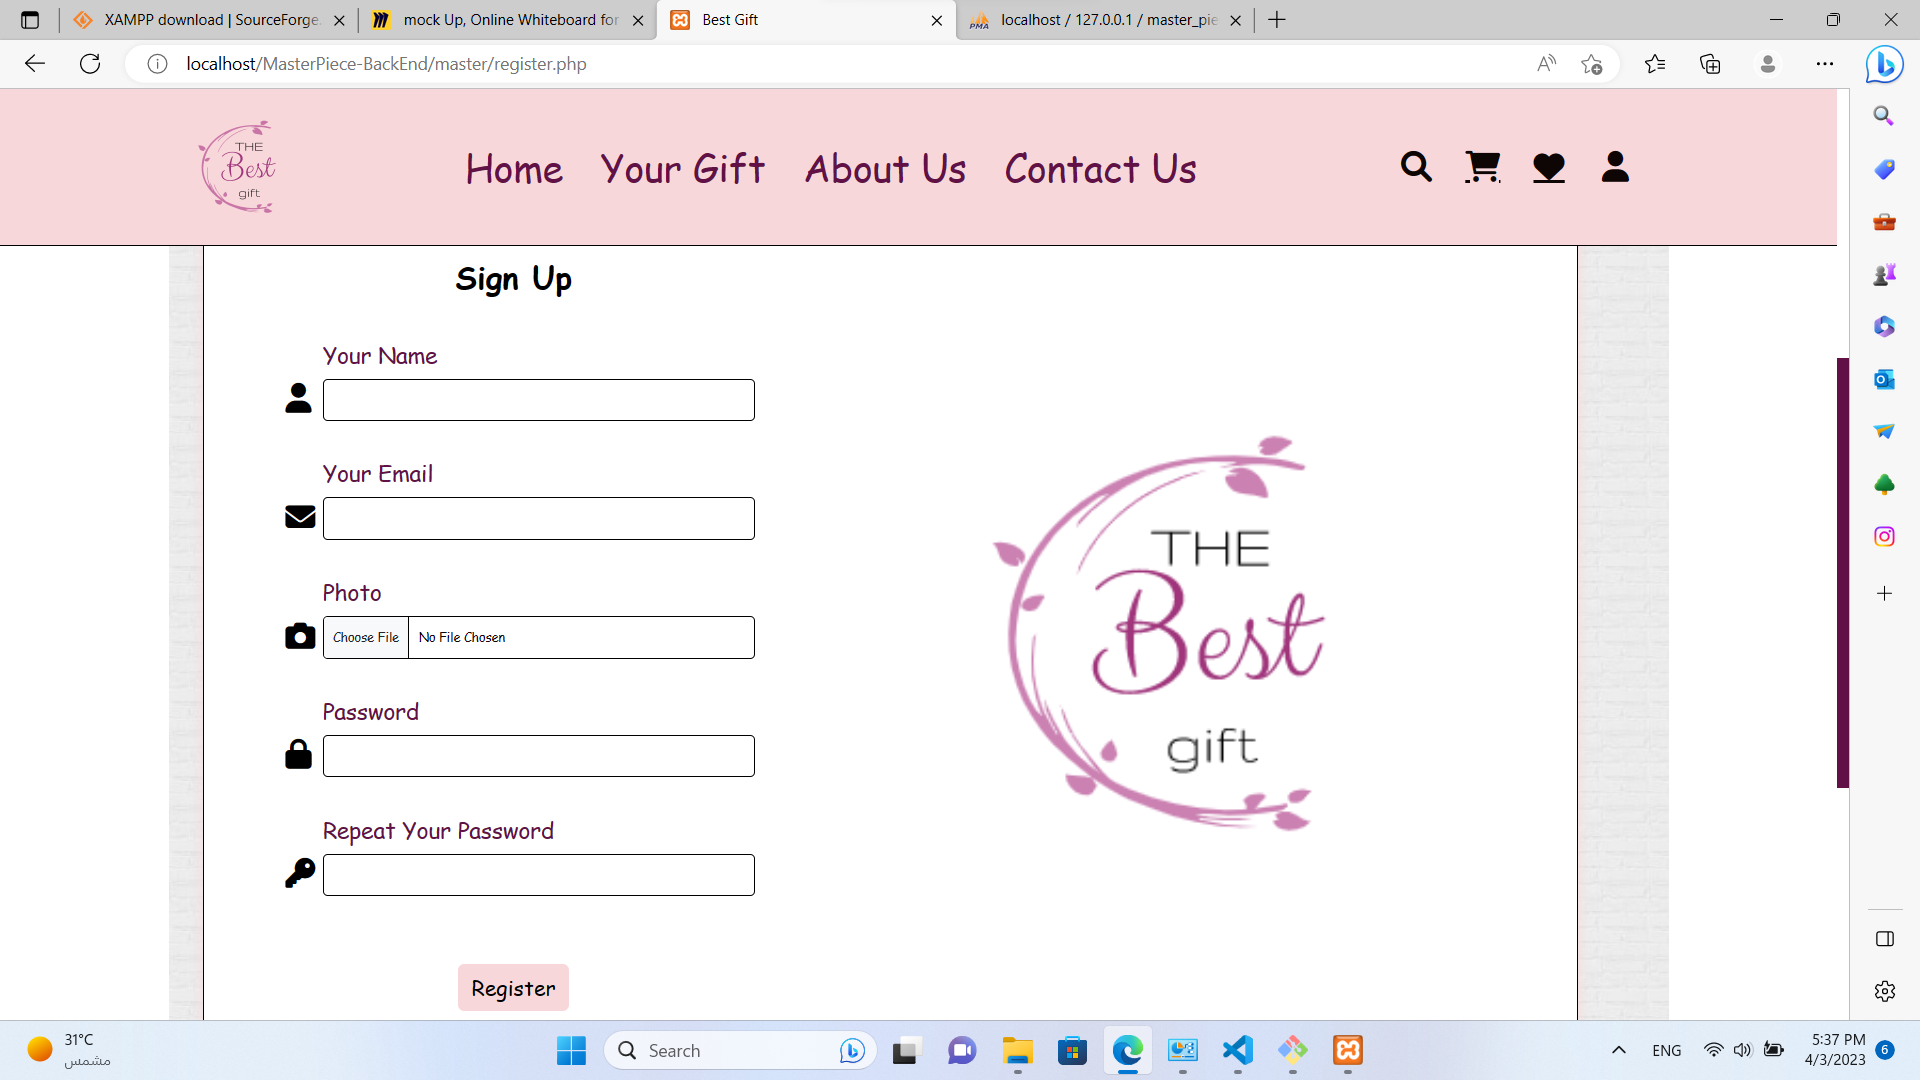 XAMPP download | SourceForge.
mock Up, Online Whiteboard for
Best Gift
localhost / 127.0.0.1 / master_pie
localhost/MasterPiece-BackEnd/master/register.php
THE
Best
gift
Home
Your Gift
About Us
Contact Us
Sign Up
Your Name
Your Email
Photo
Choose File
No File Chosen
Password
Repeat Your Password
Register
THE
Best
gift
31°C
مشمس
Search
ENG
5:37 PM
4/3/2023
6